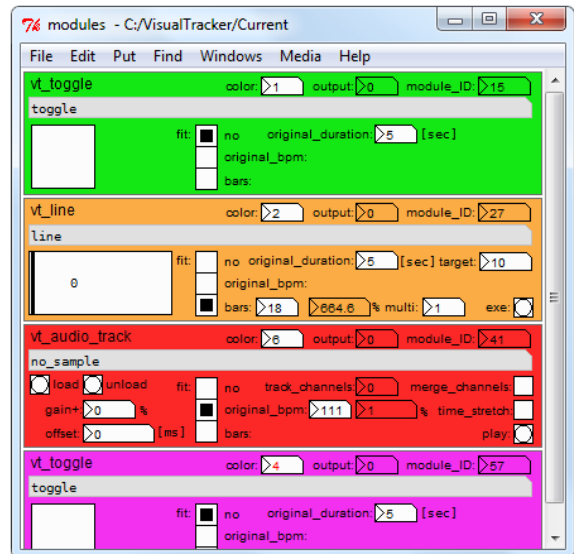 modules - C:/VisualTracker/Current
File Edit Put Find Windows Media Help
vt_toggle color: 1 output: 0 module_ID: 15
toggle
fit: no original_duration: 5 [sec]
original_bpm:
bars:
vt_line color: 2 output: 0 module_ID: 27
line
fit: no original_duration: 5 [sec] target: 10
0 original_bpm:
bars: 18 664.6 % multi: 1 exe:
vt_audio_track color: 6 output: 0 module_ID: 41
no_sample
load unload fit: no track_channels: 0 merge_channels:
gain+: 0 % original_bpm: 111 1 % time_stretch:
offset: 0 [ms] bars: play:
vt_toggle color: 4 output: 0 module_ID: 57
toggle
fit: no original_duration: 5 [sec]
original_bpm: